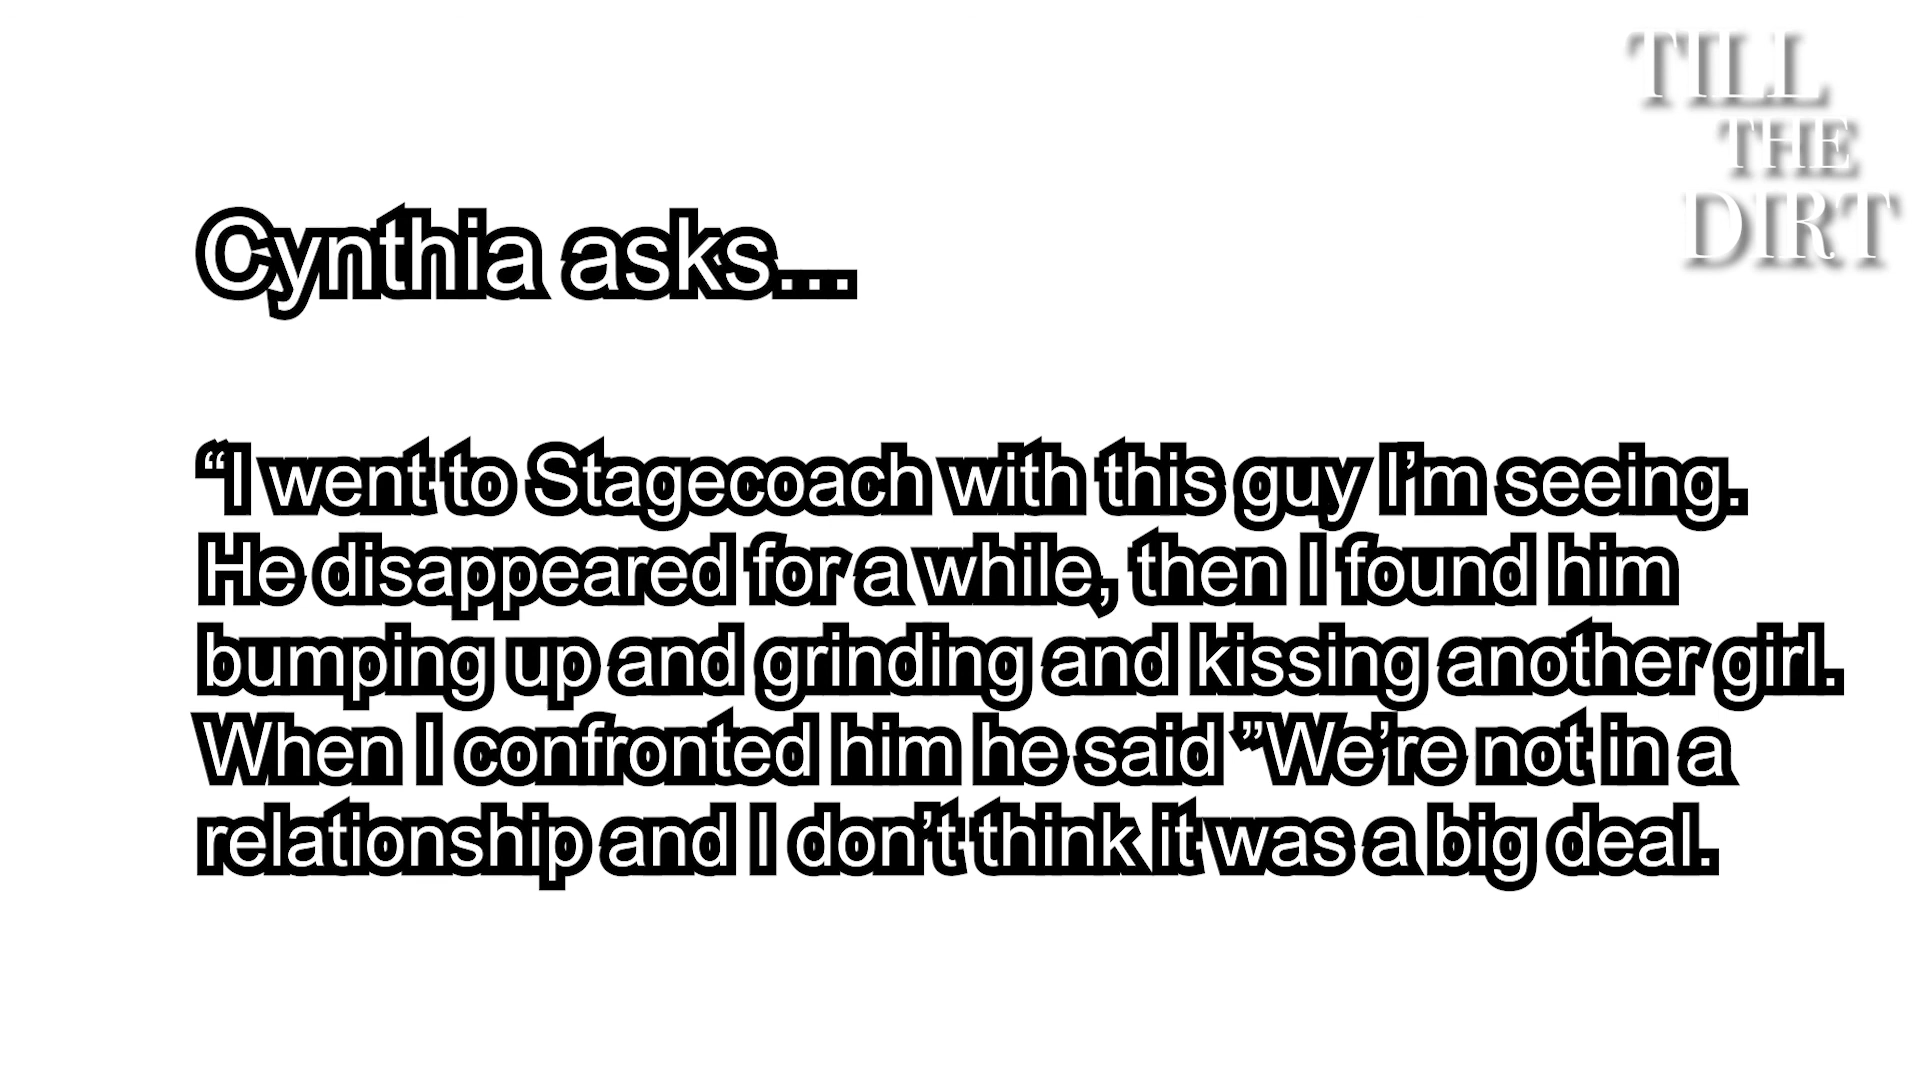 TILL
THE
DIRT
Cynthia asks...
“I went to Stagecoach with this guy I’m seeing.
He disappeared for a while, then I found him
bumping up and grinding and kissing another girl.
When I confronted him he said ”We’re not in a
relationship and I don’t think it was a big deal.